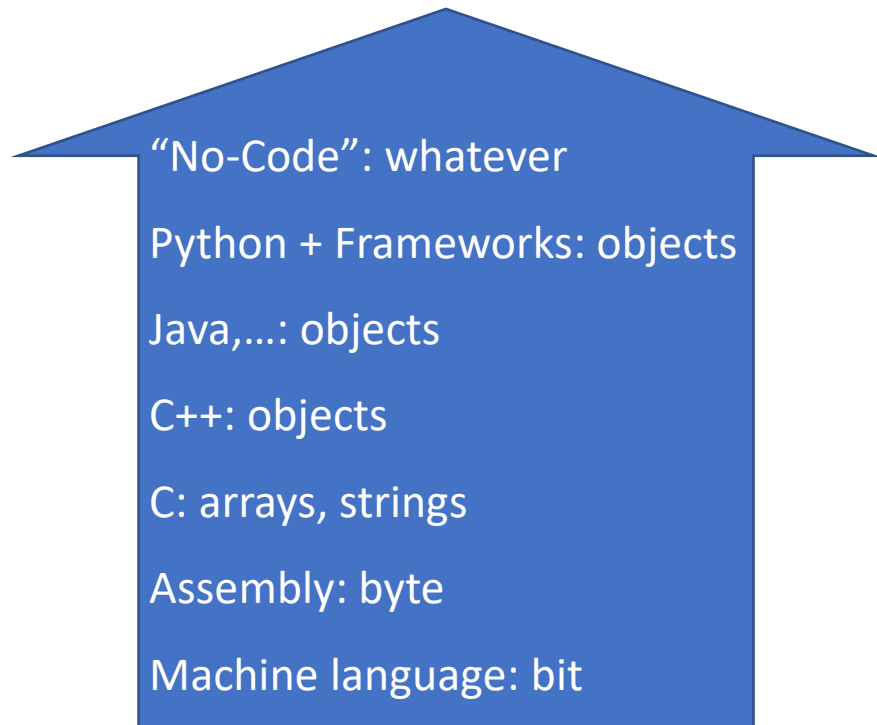 “No-Code”: whatever
Python + Frameworks: objects
Java,…: objects
C++: objects
C: arrays, strings
Assembly: byte
Machine language: bit